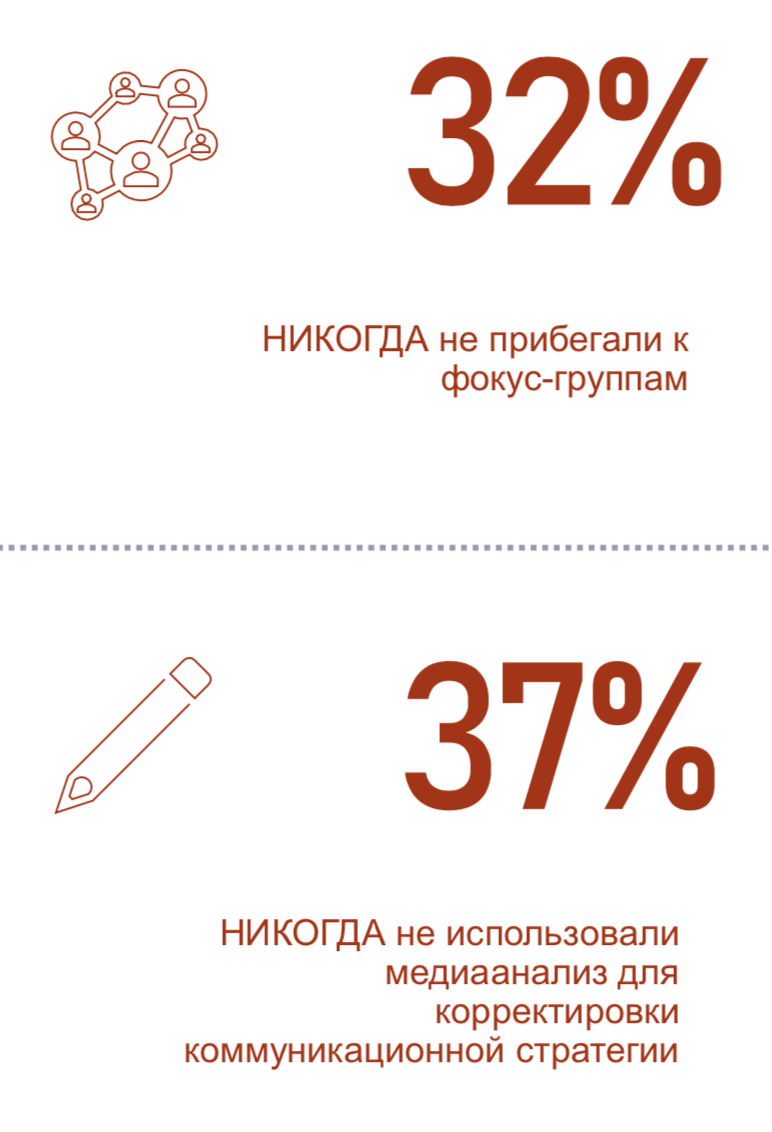 32%
НИКОГДА не прибегали к
фокус-группам
37%
НИКОГДА не использовали
медиаанализ для
корректировки
коммуникационной стратегии